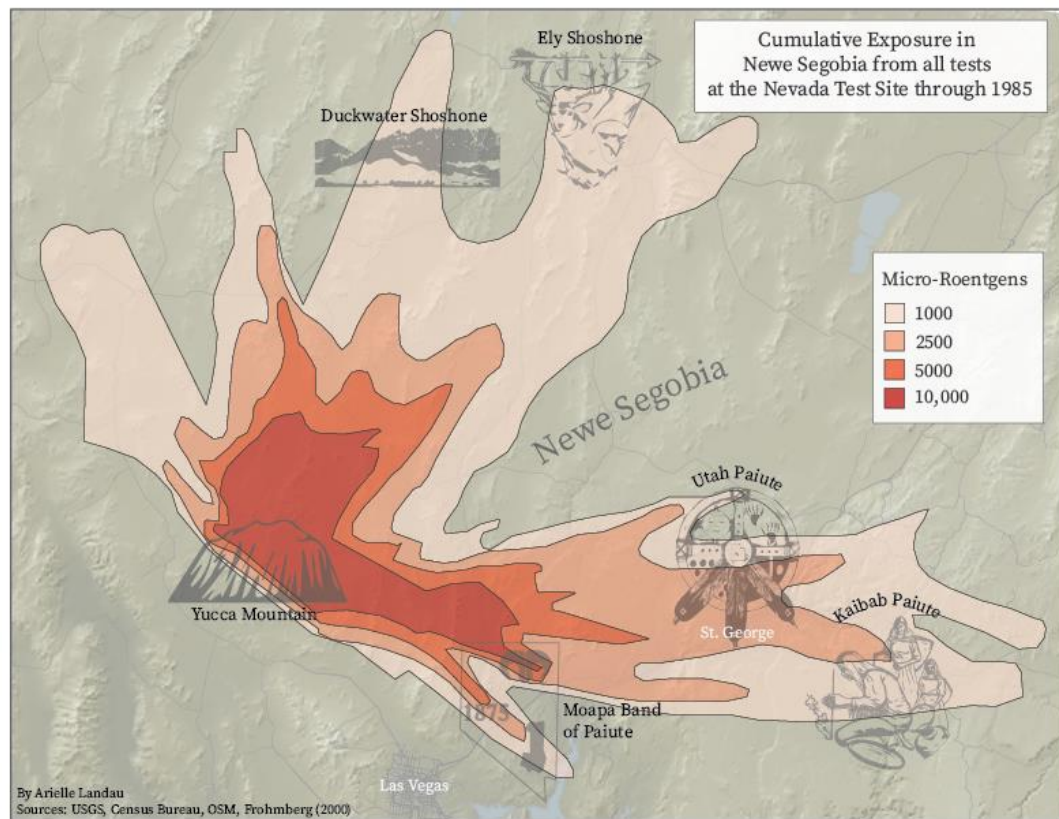 Cumulative Exposure in
Newe Segobia from all tests
at the Nevada Test Site through 1985
Ely Shoshone
Duckwater Shoshone
Micro-Roentgens
1000
2500
5000
10,000
Newe Segobia
Utah Paiute
Yucca Mountain
St. George
Kaibab Paiute
1875
Moapa Band
of Paiute
Las Vegas
By Arielle Landau
Sources: USGS, Census Bureau, OSM, Frohmberg (2000)